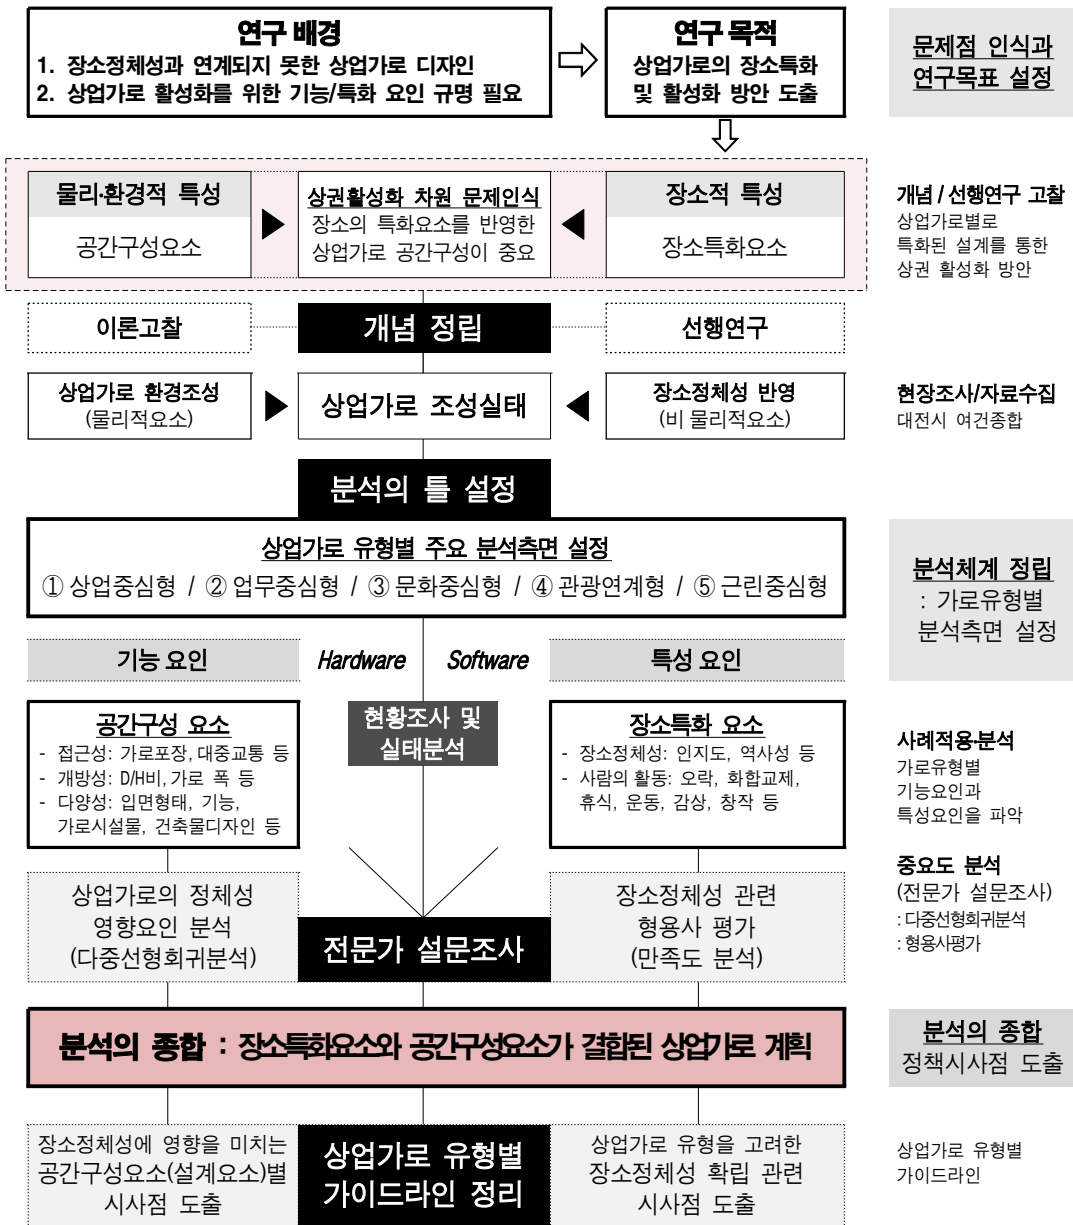 연구 배경
1. 장소정체성과 연계되지 못한 상업가로 디자인
2. 상업가로 활성화를 위한 기능/특화 요인 규명 필요
연구 목적
상업가로의 장소특화
및 활성화 방안 도출
문제점 인식과
연구목표 설정
물리·환경적 특성
공간구성요소
상권활성화 차원 문제인식
장소의 특화요소를 반영한
상업가로 공간구성이 중요
장소적 특성
장소특화요소
개념 / 선행연구 고찰
상업가로별로
특화된 설계를 통한
상권 활성화 방안
이론고찰
개념 정립
선행연구
상업가로 환경조성
(물리적요소)
상업가로 조성실태
장소정체성 반영
(비 물리적요소)
현장조사/자료수집
대전시 여건종합
분석의 틀 설정
상업가로 유형별 주요 분석측면 설정
① 상업중심형 / ② 업무중심형 / ③ 문화중심형 / ④ 관광연계형 / ⑤ 근린중심형
분석체계 정립
: 가로유형별
분석측면 설정
기능 요인
Hardware
Software
특성 요인
공간구성 요소
- 접근성: 가로포장, 대중교통 등
- 개방성: D/H비, 가로 폭 등
- 다양성: 입면형태, 기능,
가로시설물, 건축물디자인 등
현황조사 및
실태분석
장소특화 요소
- 장소정체성: 인지도, 역사성 등
- 사람의 활동: 오락, 화합교제,
휴식, 운동, 감상, 창작 등
사례적용·분석
가로유형별
기능요인과
특성요인을 파악
중요도 분석
(전문가 설문조사)
: 다중선형회귀분석
: 형용사평가
상업가로의 정체성
영향요인 분석
(다중선형회귀분석)
전문가 설문조사
장소정체성 관련
형용사 평가
(만족도 분석)
분석의 종합 : 장소특화요소와 공간구성요소가 결합된 상업가로 계획
분석의 종합
정책시사점 도출
장소정체성에 영향을 미치는
공간구성요소(설계요소)별
시사점 도출
상업가로 유형별
가이드라인 정리
상업가로 유형을 고려한
장소정체성 확립 관련
시사점 도출
상업가로 유형별
가이드라인